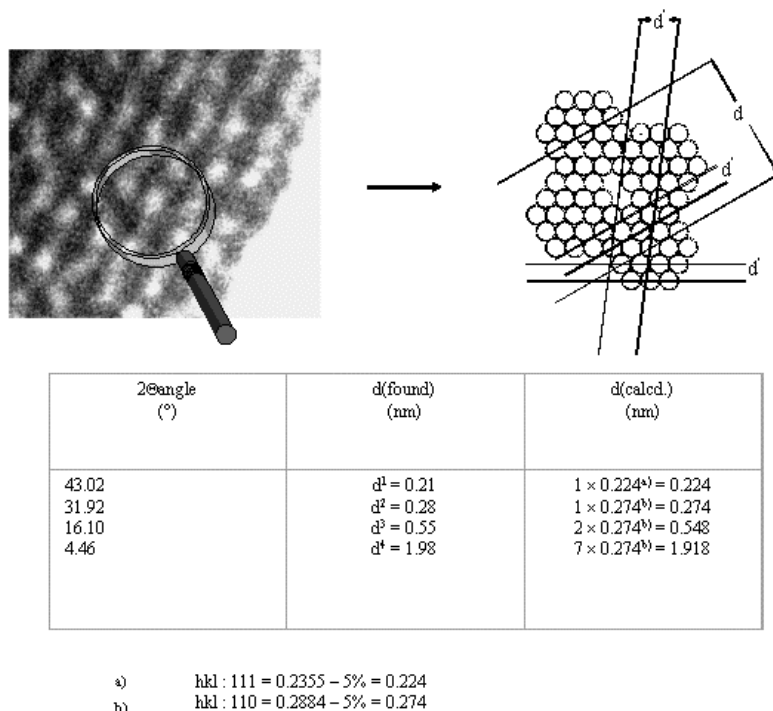 d'
d
d'
d'
2Θangle
(°)
d(found)
(nm)
d(calcd.)
(nm)
43.02 d¹ = 0.21 1 × 0.224ᵃ⁾ = 0.224
31.92 d² = 0.28 1 × 0.274ᵇ⁾ = 0.274
16.10 d³ = 0.55 2 × 0.274ᵇ⁾ = 0.548
4.46 d⁴ = 1.98 7 × 0.274ᵇ⁾ = 1.918
a) hkl : 111 = 0.2355 – 5% = 0.224
b) hkl : 110 = 0.2884 – 5% = 0.274